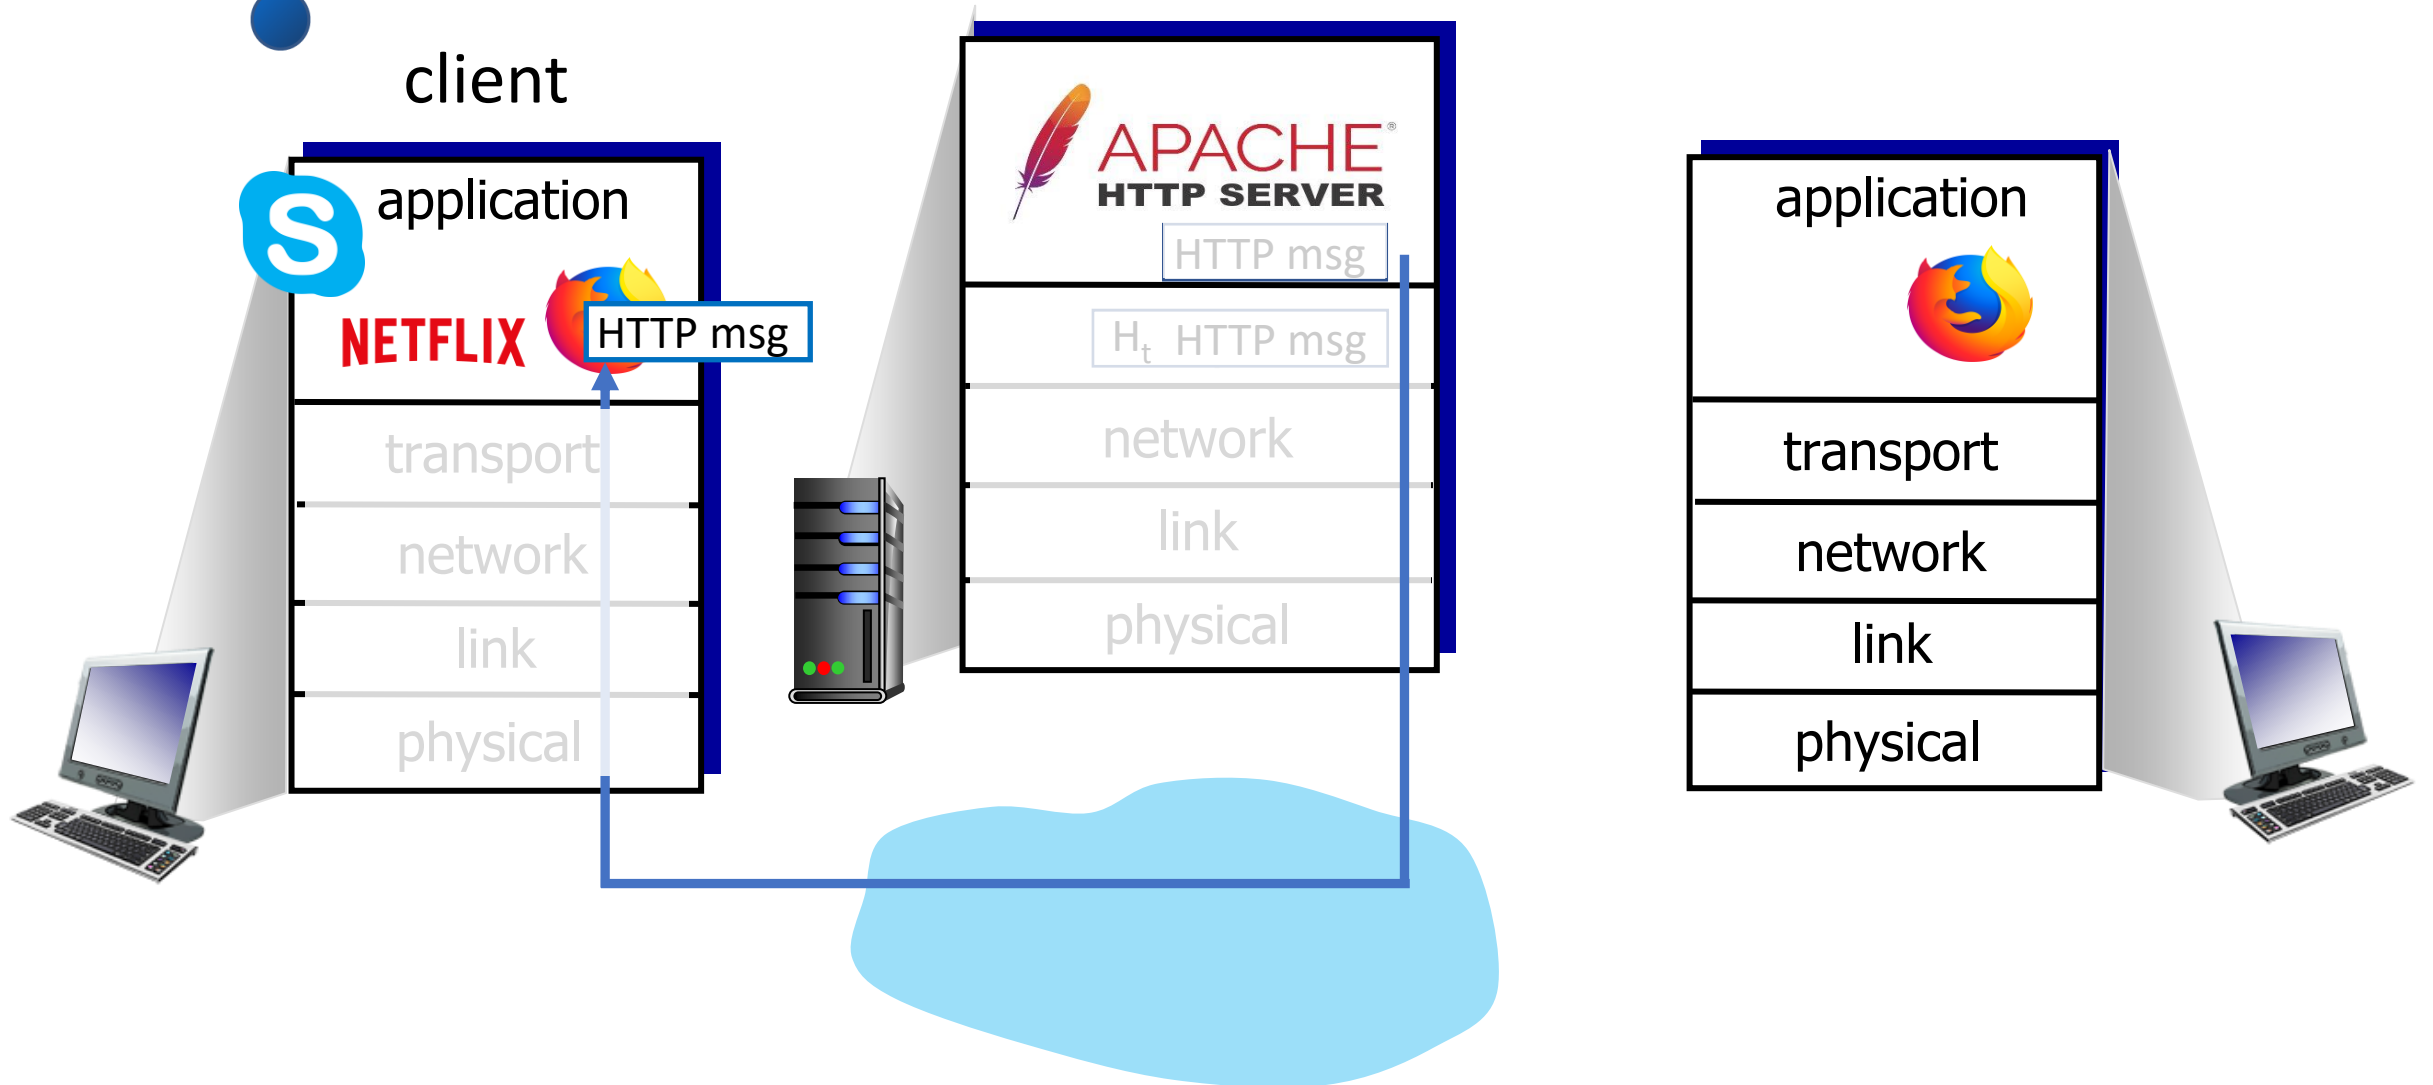 client
application
NETFLIX
HTTP msg
transport
network
link
physical
APACHE®
HTTP SERVER
HTTP msg
Ht HTTP msg
network
link
physical
application
transport
network
link
physical